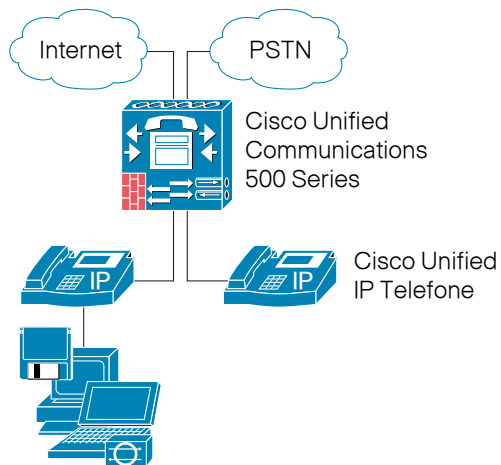 Internet
PSTN
Cisco Unified
Communications
500 Series
IP
IP
Cisco Unified
IP Telefone